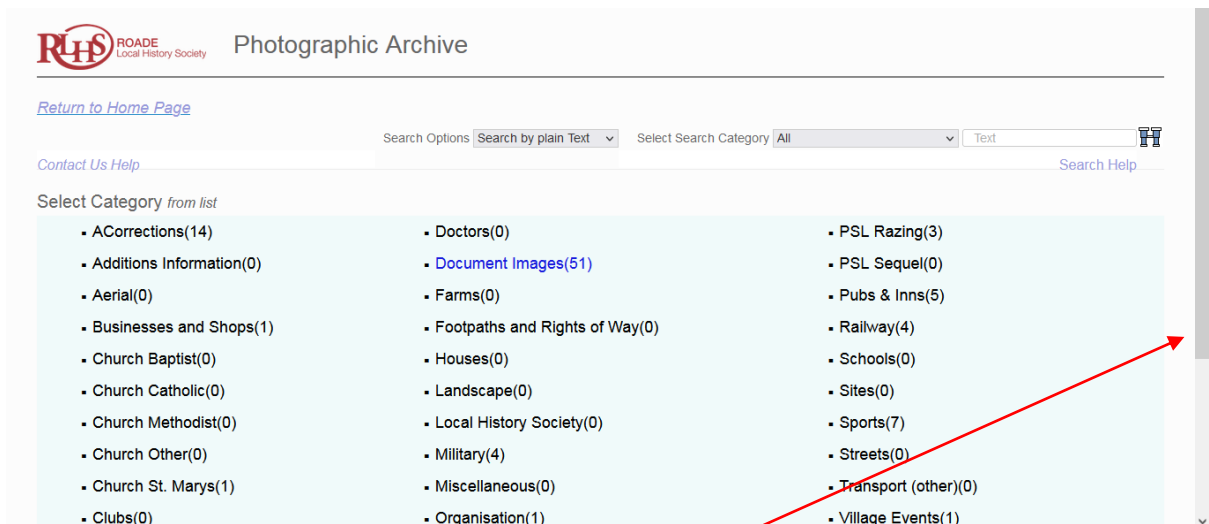 RLHS ROADE
Local History Society
Photographic Archive
Return to Home Page
Search Options Search by plain Text Select Search Category All Text
Contact Us Help Search Help
Select Category from list
▪ ACorrections(14)
▪ Additions Information(0)
▪ Aerial(0)
▪ Businesses and Shops(1)
▪ Church Baptist(0)
▪ Church Catholic(0)
▪ Church Methodist(0)
▪ Church Other(0)
▪ Church St. Marys(1)
▪ Clubs(0)
▪ Doctors(0)
▪ Document Images(51)
▪ Farms(0)
▪ Footpaths and Rights of Way(0)
▪ Houses(0)
▪ Landscape(0)
▪ Local History Society(0)
▪ Military(4)
▪ Miscellaneous(0)
▪ Organisation(1)
▪ PSL Razing(3)
▪ PSL Sequel(0)
▪ Pubs & Inns(5)
▪ Railway(4)
▪ Schools(0)
▪ Sites(0)
▪ Sports(7)
▪ Streets(0)
▪ Transport (other)(0)
▪ Village Events(1)